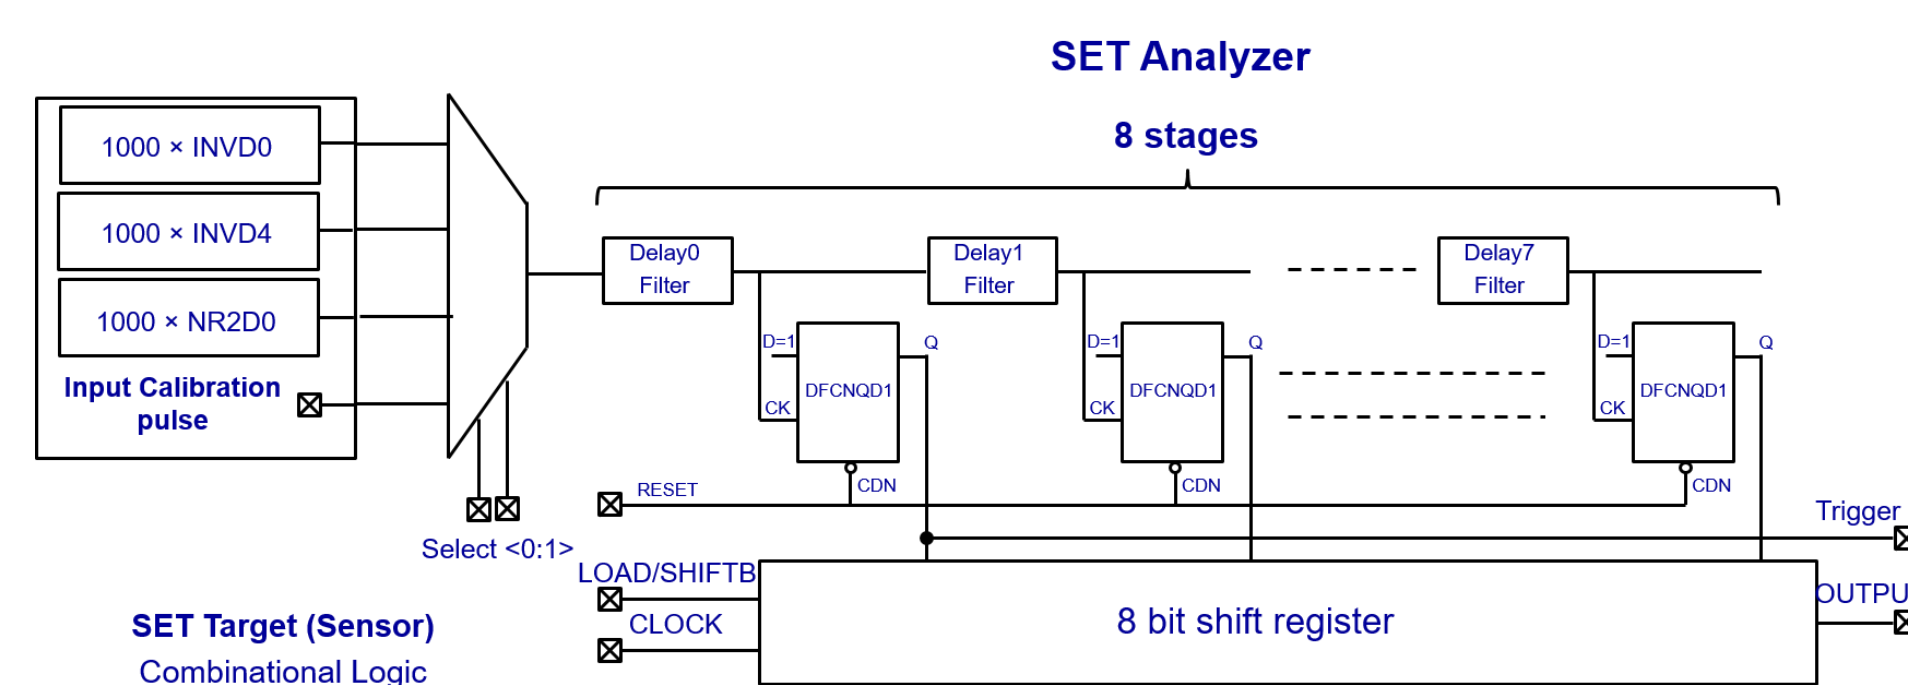 SET Analyzer
8 stages
1000 × INVD0
1000 × INVD4
1000 × NR2D0
Input Calibration
pulse
Select <0:1>
SET Target (Sensor)
Combinational Logic
Delay0
Filter
Delay1
Filter
Delay7
Filter
D=1
Q
DFCNQD1
CK
CDN
D=1
Q
DFCNQD1
CK
CDN
D=1
Q
DFCNQD1
CK
CDN
RESET
Trigger
LOAD/SHIFTB
CLOCK
8 bit shift register
OUTPU